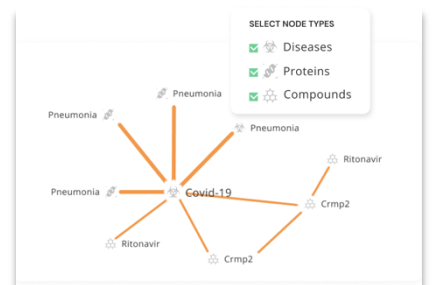 SELECT NODE TYPES
Diseases
Proteins
Compounds
Pneumonia
Pneumonia
Pneumonia
Ritonavir
Pneumonia
Covid-19
Crmp2
Ritonavir
Crmp2